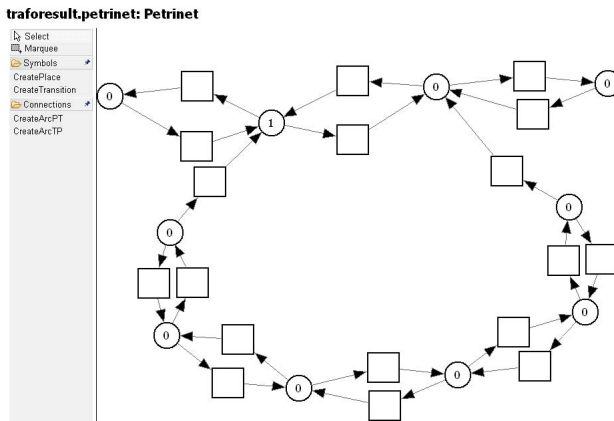 traforesult.petrinet: Petrinet
Select
Marquee
Symbols
CreatePlace
CreateTransition
Connections
CreateArcPT
CreateArcTP
0
0
0
1
0
0
0
0
0
0